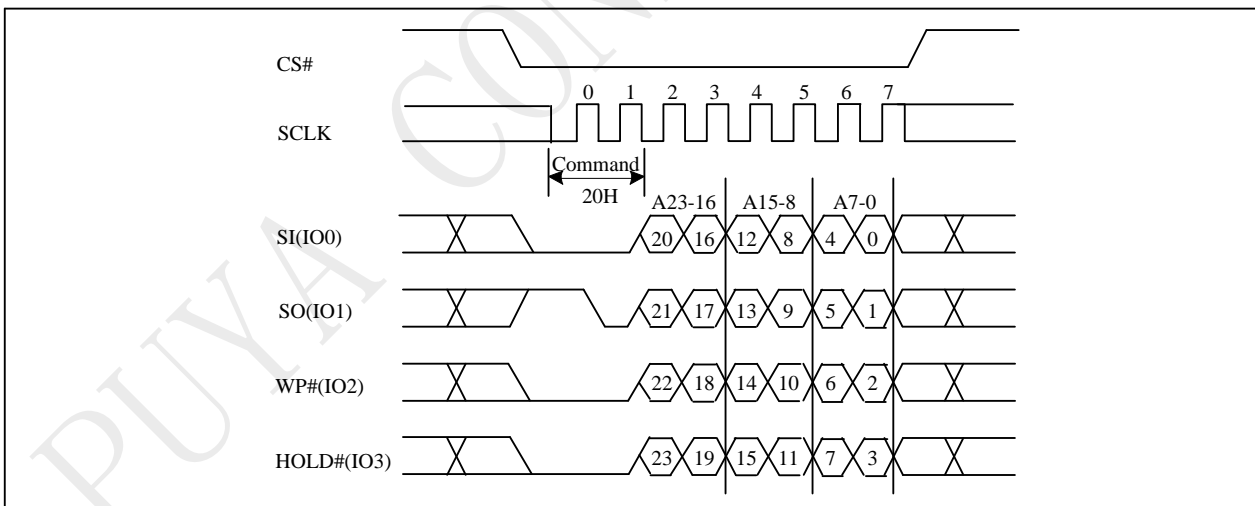 PUYA CON
CS#
0 1 2 3 4 5 6 7
SCLK
Command
20H
A23-16 A15-8 A7-0
SI(IO0) 20 16 12 8 4 0
SO(IO1) 21 17 13 9 5 1
WP#(IO2) 22 18 14 10 6 2
HOLD#(IO3) 23 19 15 11 7 3